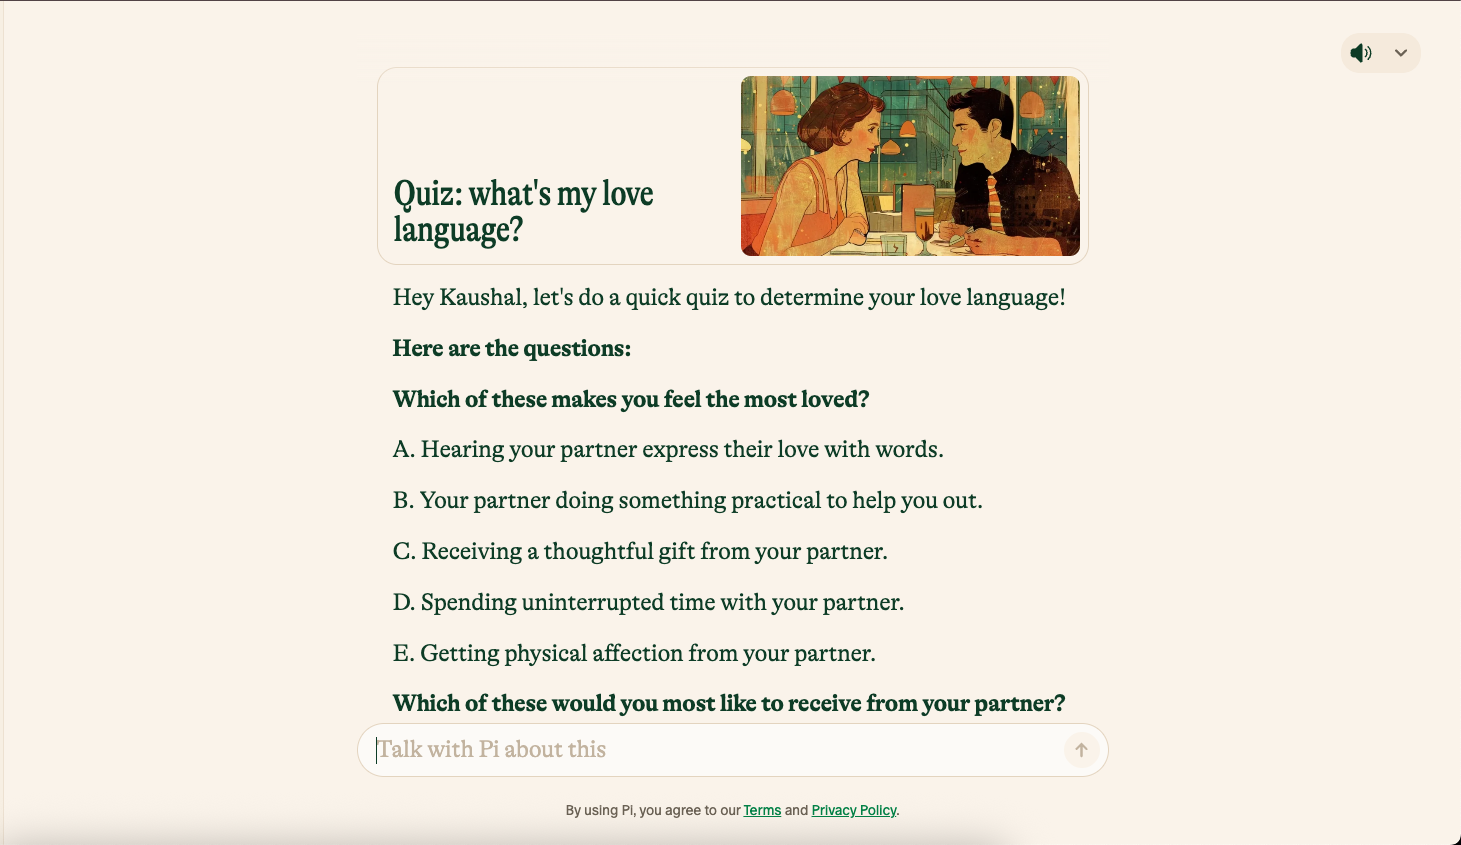 Quiz: what's my love
language?
Hey Kaushal, let's do a quick quiz to determine your love language!
Here are the questions:
Which of these makes you feel the most loved?
A. Hearing your partner express their love with words.
B. Your partner doing something practical to help you out.
C. Receiving a thoughtful gift from your partner.
D. Spending uninterrupted time with your partner.
E. Getting physical affection from your partner.
Which of these would you most like to receive from your partner?
Talk with Pi about this
By using Pi, you agree to our Terms and Privacy Policy.